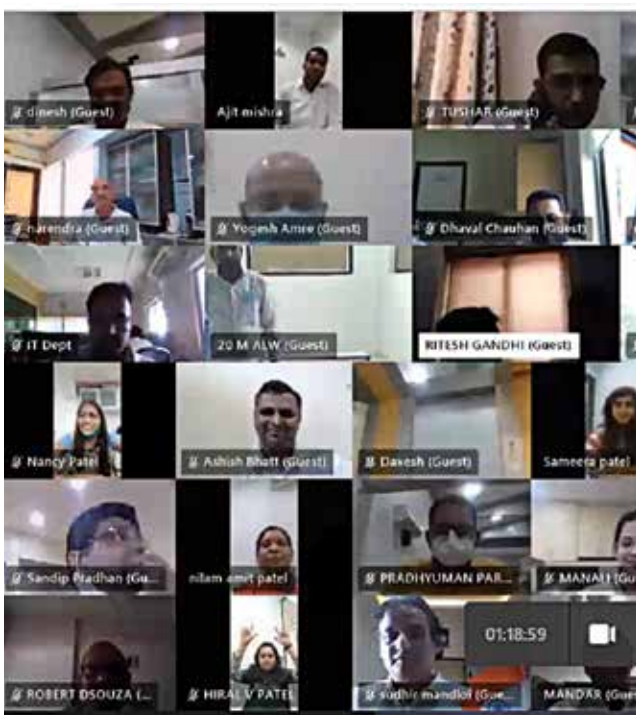 dinesh (Guest)
Ajit mishra
TUSHAR (Guest)
narendra (Guest)
Yogesh Amre (Guest)
Dhaval Chauhan (Guest)
IT Dept
20 M ALW (Guest)
RITESH GANDHI (Guest)
Nancy Patel
Ashish Bhatt (Guest)
Daxesh (Guest)
Sameera patel
Sandip Pradhan (Gu...
nilam amit patel
PRADHYUMAN PAR...
MANALI (Gu
ROBERT DSOUZA (...
HIRAL V PATEL
sudhir mandloi (Gue...
01:18:59
MANDAR (Gues